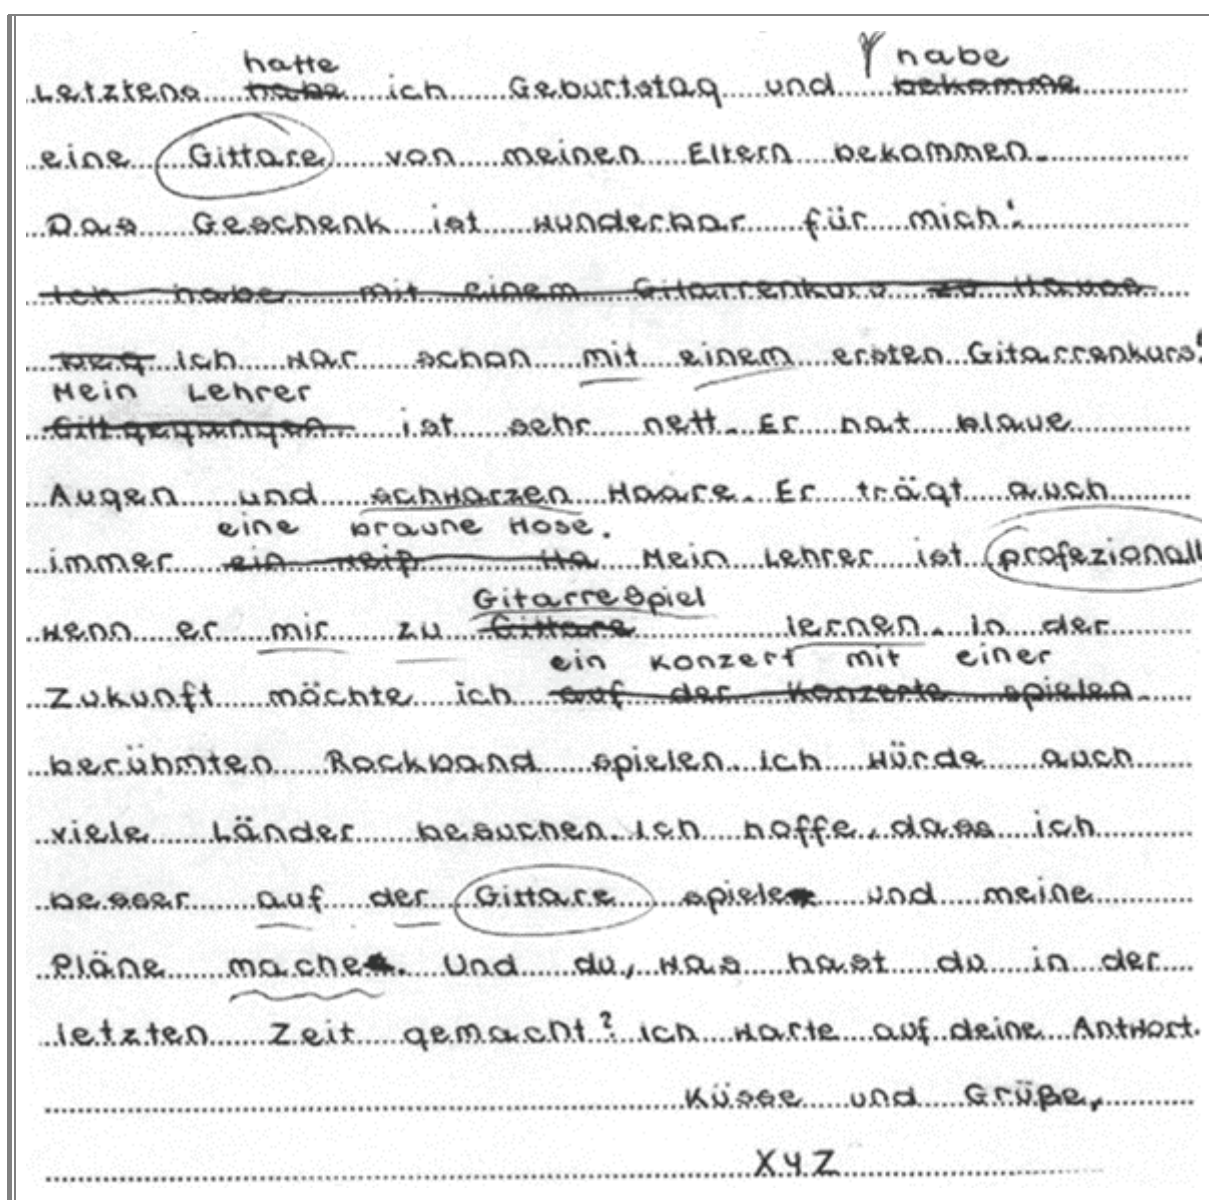 hatte habe
Letztens habe ich Geburtstag und bekomme
eine Gittare von meinen Eltern bekommen.
Das Geschenk ist wunderbar für mich!
Ich habe mit einem Gitarrenkurs zu Hause
beg ich war schon mit einem ersten Gitarrenkurs!
Mein Lehrer
ist sehr nett. Er hat blaue
Augen und schwarzen Haare. Er trägt auch
eine braune Hose.
immer ein weiß Ha Mein Lehrer ist profezionall
GitarreSpiel
wenn er mir zu Gittare lernen. In der
ein Konzert mit einer
Zukunft möchte ich auf der Konzerte spielen
berühmten Rockband spielen. Ich würde auch
viele Länder besuchen. Ich hoffe, dass ich
besser auf der Gittare spiele und meine
Pläne mache. Und du, was hast du in der
letzten Zeit gemacht? Ich warte auf deine Antwort.
Küsse und Grüße,
XYZ